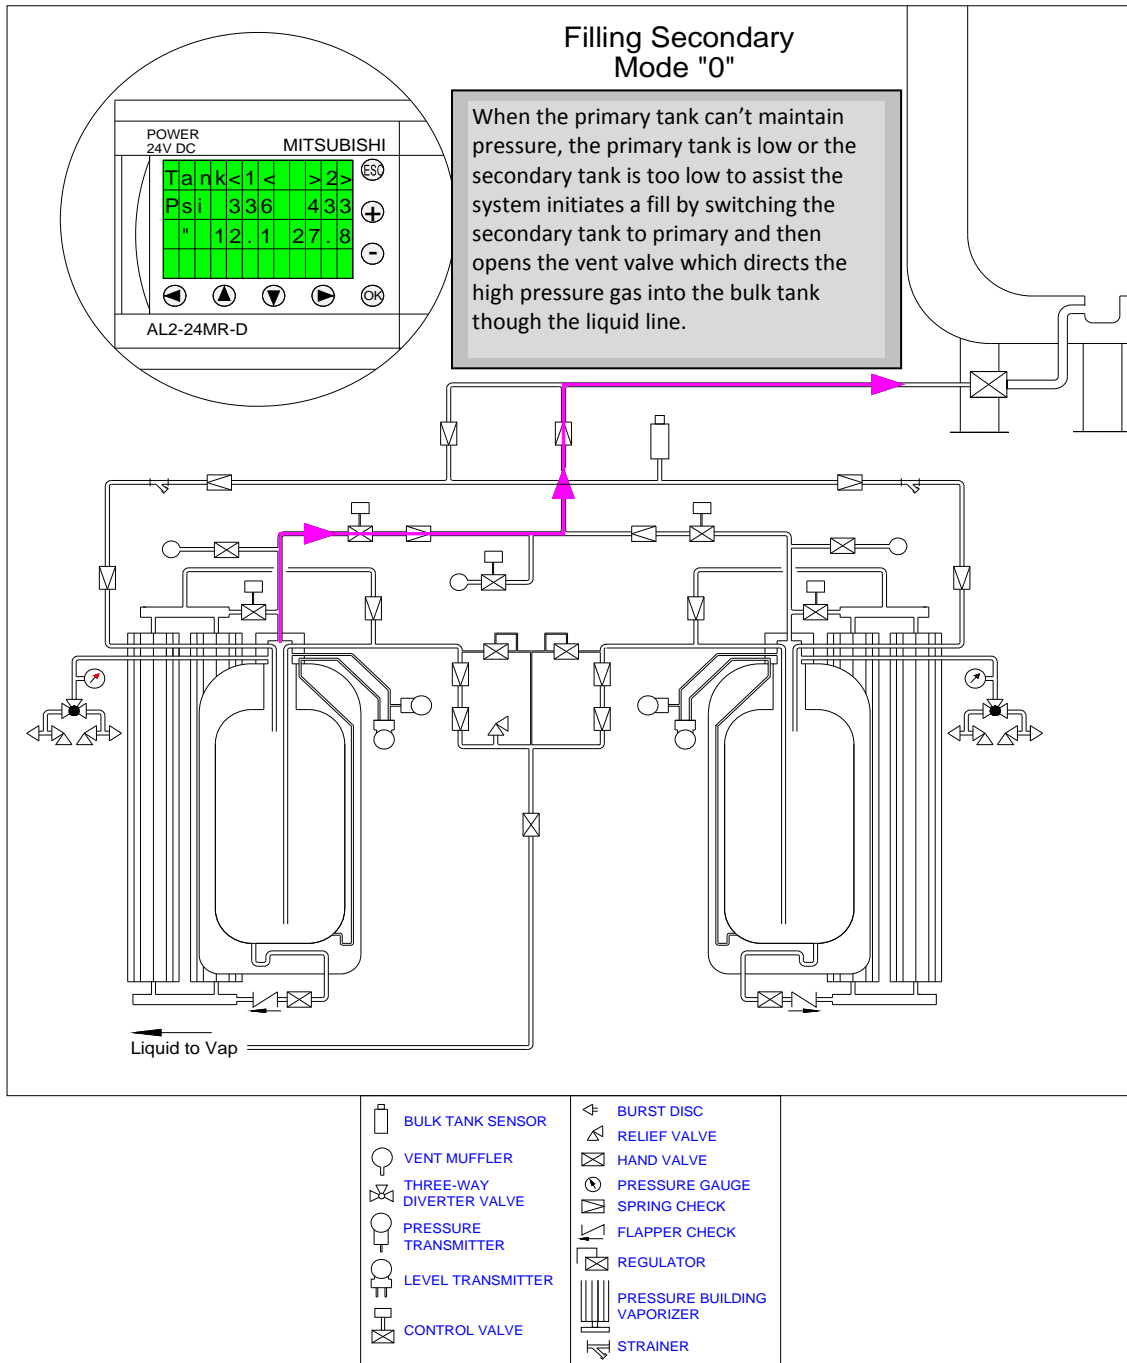 Filling Secondary
Mode "0"
POWER
24V DC
MITSUBISHI
Tank<1< >2>
Psi 336 433
" 12.1 27.8
ESC
+
-
OK
AL2-24MR-D
When the primary tank can’t maintain
pressure, the primary tank is low or the
secondary tank is too low to assist the
system initiates a fill by switching the
secondary tank to primary and then
opens the vent valve which directs the
high pressure gas into the bulk tank
though the liquid line.
Liquid to Vap
BULK TANK SENSOR
VENT MUFFLER
THREE-WAY
DIVERTER VALVE
PRESSURE
TRANSMITTER
LEVEL TRANSMITTER
CONTROL VALVE
BURST DISC
RELIEF VALVE
HAND VALVE
PRESSURE GAUGE
SPRING CHECK
FLAPPER CHECK
REGULATOR
PRESSURE BUILDING
VAPORIZER
STRAINER